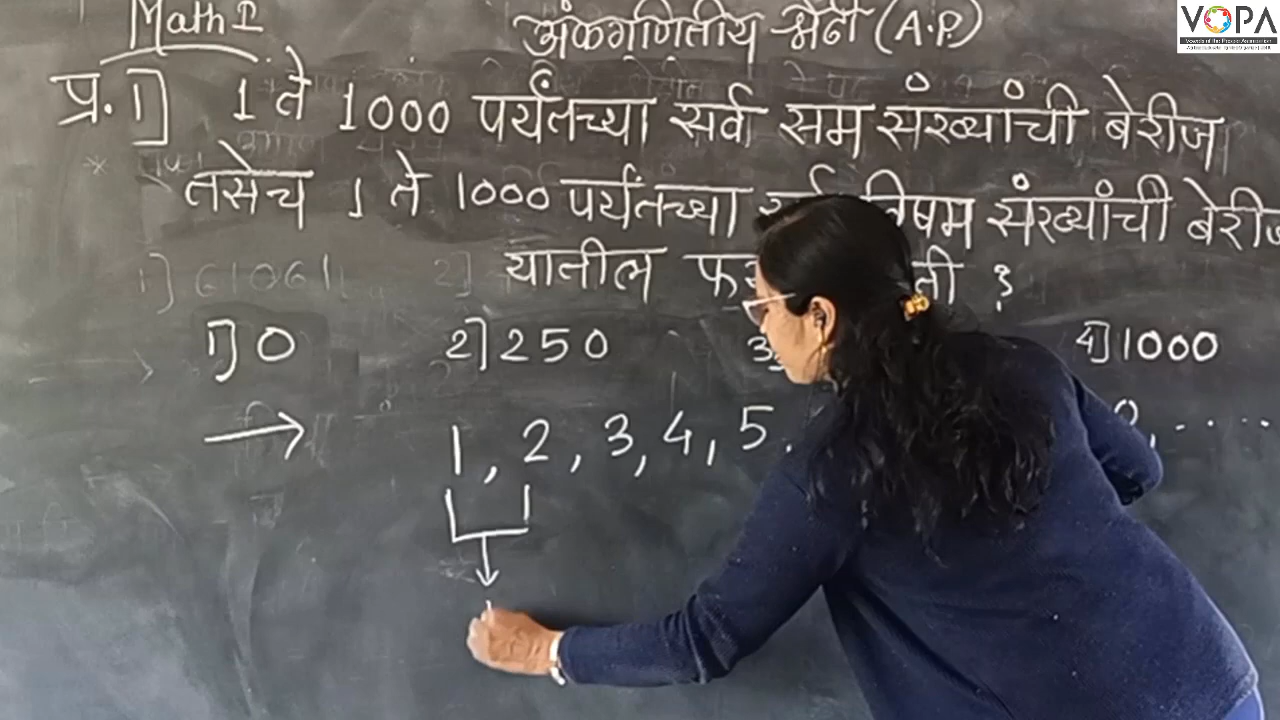 VOPA
Math I
अंकगणितीय श्रेढी (A.P.)
प्र. 1] 1 ते 1000 पर्यंतच्या सर्व सम संख्यांची बेरीज
तसेच 1 ते 1000 पर्यंतच्या संख्यांची बेरीज
यातील
1] 0 2] 250 4] 1000
→ 1, 2, 3, 4, 5,